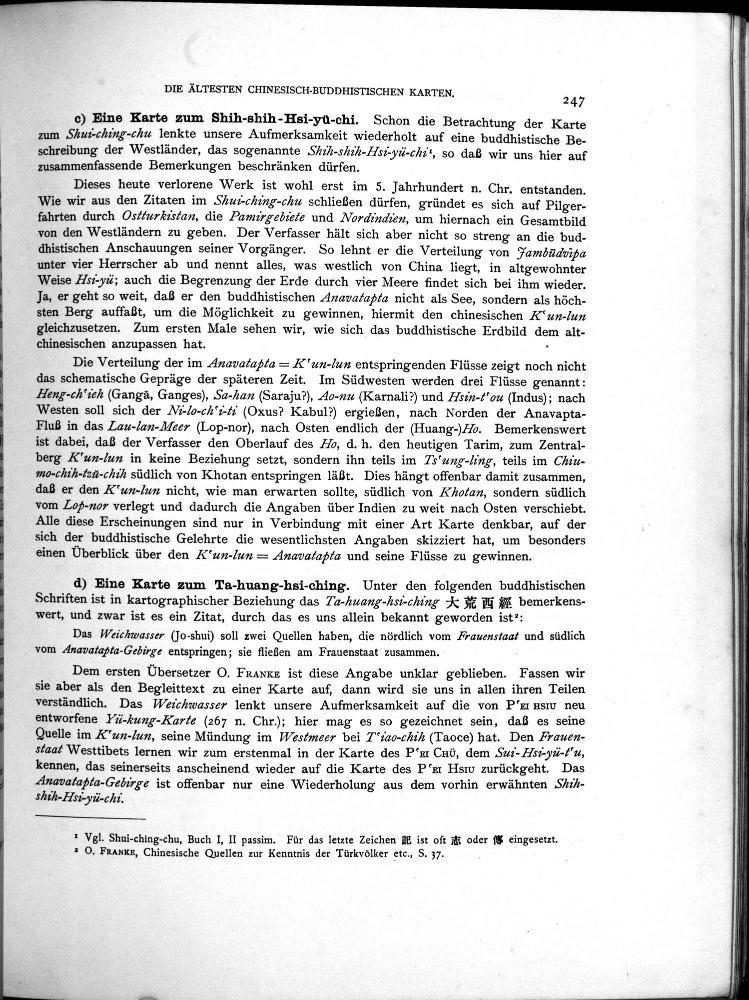 DIE ÄLTESTEN CHINESISCH-BUDDHISTISCHEN KARTEN.
247
c) Eine Karte zum Shih-shih-Hsi-yü-chi. Schon die Betrachtung der Karte
zum Shui-ching-chu lenkte unsere Aufmerksamkeit wiederholt auf eine buddhistische Be-
schreibung der Westländer, das sogenannte Shih-shih-Hsi-yü-chi¹, so daß wir uns hier auf
zusammenfassende Bemerkungen beschränken dürfen.
Dieses heute verlorene Werk ist wohl erst im 5. Jahrhundert n. Chr. entstanden.
Wie wir aus den Zitaten im Shui-ching-chu schließen dürfen, gründet es sich auf Pilger-
fahrten durch Ostturkistan, die Pamirgebiete und Nordindien, um hiernach ein Gesamtbild
von den Westländern zu geben. Der Verfasser hält sich aber nicht so streng an die bud-
dhistischen Anschauungen seiner Vorgänger. So lehnt er die Verteilung von Jambūdvīpa
unter vier Herrscher ab und nennt alles, was westlich von China liegt, in altgewohnter
Weise Hsi-yü; auch die Begrenzung der Erde durch vier Meere findet sich bei ihm wieder.
Ja, er geht so weit, daß er den buddhistischen Anavatapta nicht als See, sondern als höch-
sten Berg auffaßt, um die Möglichkeit zu gewinnen, hiermit den chinesischen K‘un-lun
gleichzusetzen. Zum ersten Male sehen wir, wie sich das buddhistische Erdbild dem alt-
chinesischen anzupassen hat.
Die Verteilung der im Anavatapta = K‘un-lun entspringenden Flüsse zeigt noch nicht
das schematische Gepräge der späteren Zeit. Im Südwesten werden drei Flüsse genannt:
Heng-ch‘ieh (Gangā, Ganges), Sa-han (Saraju?), Ao-nu (Karnali?) und Hsin-t‘ou (Indus); nach
Westen soll sich der Ni-lo-ch‘i-ti (Oxus? Kabul?) ergießen, nach Norden der Anavapta-
Fluß in das Lau-lan-Meer (Lop-nor), nach Osten endlich der (Huang-)Ho. Bemerkenswert
ist dabei, daß der Verfasser den Oberlauf des Ho, d. h. den heutigen Tarim, zum Zentral-
berg K‘un-lun in keine Beziehung setzt, sondern ihn teils im Ts‘ung-ling, teils im Chiu-
mo-chih-tzū-chih südlich von Khotan entspringen läßt. Dies hängt offenbar damit zusammen,
daß er den K‘un-lun nicht, wie man erwarten sollte, südlich von Khotan, sondern südlich
vom Lop-nor verlegt und dadurch die Angaben über Indien zu weit nach Osten verschiebt.
Alle diese Erscheinungen sind nur in Verbindung mit einer Art Karte denkbar, auf der
sich der buddhistische Gelehrte die wesentlichsten Angaben skizziert hat, um besonders
einen Überblick über den K‘un-lun = Anavatapta und seine Flüsse zu gewinnen.
d) Eine Karte zum Ta-huang-hsi-ching. Unter den folgenden buddhistischen
Schriften ist in kartographischer Beziehung das Ta-huang-hsi-ching 大荒西經 bemerkens-
wert, und zwar ist es ein Zitat, durch das es uns allein bekannt geworden ist²:
Das Weichwasser (Jo-shui) soll zwei Quellen haben, die nördlich vom Frauenstaat und südlich
vom Anavatapta-Gebirge entspringen; sie fließen am Frauenstaat zusammen.
Dem ersten Übersetzer O. FRANKE ist diese Angabe unklar geblieben. Fassen wir
sie aber als den Begleittext zu einer Karte auf, dann wird sie uns in allen ihren Teilen
verständlich. Das Weichwasser lenkt unsere Aufmerksamkeit auf die von P‘EI HSIU neu
entworfene Yü-kung-Karte (267 n. Chr.); hier mag es so gezeichnet sein, daß es seine
Quelle im K‘un-lun, seine Mündung im Westmeer bei T‘iao-chih (Taoce) hat. Den Frauen-
staat Westtibets lernen wir zum erstenmal in der Karte des P‘EI CHÜ, dem Sui-Hsi-yü-t‘u,
kennen, das seinerseits anscheinend wieder auf die Karte des P‘EI HSIU zurückgeht. Das
Anavatapta-Gebirge ist offenbar nur eine Wiederholung aus dem vorhin erwähnten Shih-
shih-Hsi-yü-chi.
¹ Vgl. Shui-ching-chu, Buch I, II passim. Für das letzte Zeichen 記 ist oft 志 oder 傳 eingesetzt.
² O. FRANKE, Chinesische Quellen zur Kenntnis der Türkvölker etc., S. 37.